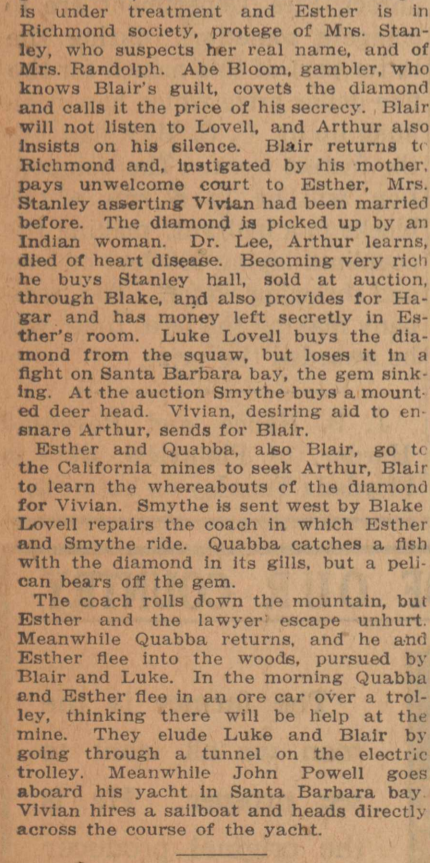 is under treatment and Esther is in
Richmond society, protege of Mrs. Stan-
ley, who suspects her real name, and of
Mrs. Randolph. Abe Bloom, gambler, who
knows Blair's guilt, covets the diamond
and calls it the price of his secrecy. Blair
will not listen to Lovell, and Arthur also
insists on his silence. Blair returns to
Richmond and, instigated by his mother,
pays unwelcome court to Esther, Mrs.
Stanley asserting Vivian had been married
before. The diamond is picked up by an
Indian woman. Dr. Lee, Arthur learns,
died of heart disease. Becoming very rich
he buys Stanley hall, sold at auction,
through Blake, and also provides for Ha-
gar and has money left secretly in Es-
ther's room. Luke Lovell buys the dia-
mond from the squaw, but loses it in a
fight on Santa Barbara bay, the gem sink-
ing. At the auction Smythe buys a mount-
ed deer head. Vivian, desiring aid to en-
snare Arthur, sends for Blair.
Esther and Quabba, also Blair, go to
the California mines to seek Arthur, Blair
to learn the whereabouts of the diamond
for Vivian. Smythe is sent west by Blake
Lovell repairs the coach in which Esther
and Smythe ride. Quabba catches a fish
with the diamond in its gills, but a peli-
can bears off the gem.
The coach rolls down the mountain, but
Esther and the lawyer escape unhurt.
Meanwhile Quabba returns, and he and
Esther flee into the woods, pursued by
Blair and Luke. In the morning Quabba
and Esther flee in an ore car over a trol-
ley, thinking there will be help at the
mine. They elude Luke and Blair by
going through a tunnel on the electric
trolley. Meanwhile John Powell goes
aboard his yacht in Santa Barbara bay.
Vivian hires a sailboat and heads directly
across the course of the yacht.